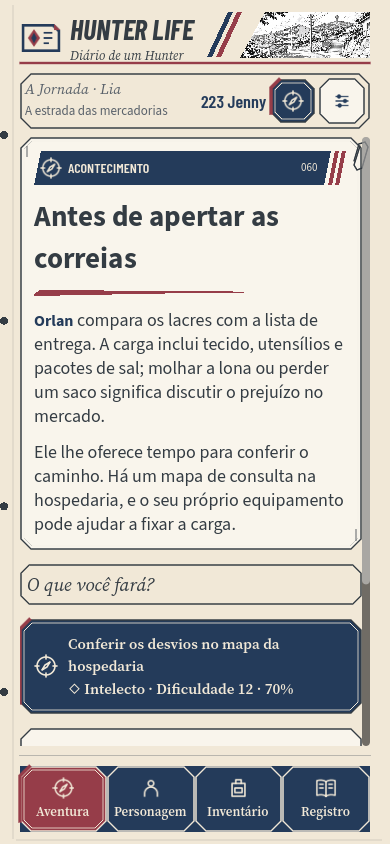 HUNTER LIFE
Diário de um Hunter
A Jornada · Lia
A estrada das mercadorias
223 Jenny
ACONTECIMENTO
060
Antes de apertar as
correias
Orlan compara os lacres com a lista de
entrega. A carga inclui tecido, utensílios e
pacotes de sal; molhar a lona ou perder
um saco significa discutir o prejuízo no
mercado.
Ele lhe oferece tempo para conferir o
caminho. Há um mapa de consulta na
hospedaria, e o seu próprio equipamento
pode ajudar a fixar a carga.
O que você fará?
Conferir os desvios no mapa da
hospedaria
◇ Intelecto · Dificuldade 12 · 70%
Aventura
Personagem
Inventário
Registro